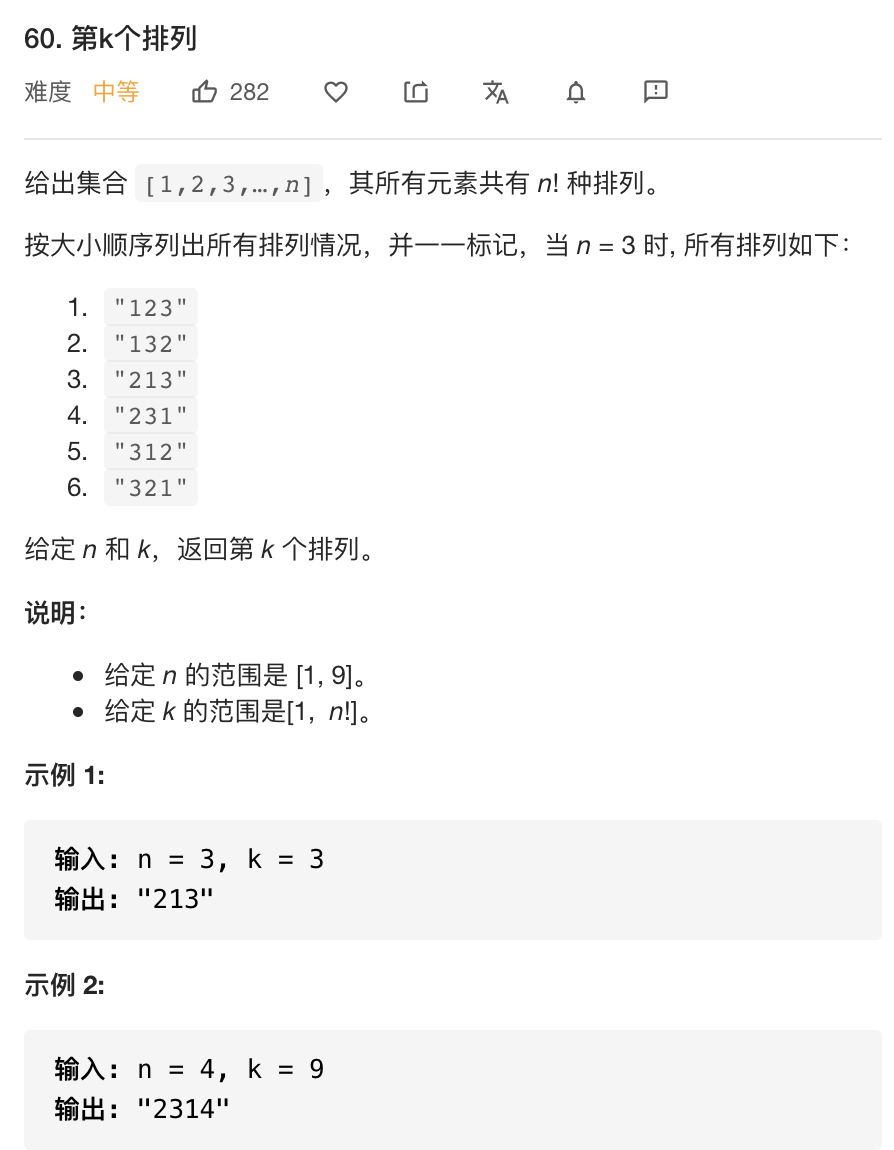 60. 第k个排列
难度 中等 282
给出集合 [1,2,3,…,n]，其所有元素共有 n! 种排列。
按大小顺序列出所有排列情况，并一一标记，当 n = 3 时, 所有排列如下：
1. "123"
2. "132"
3. "213"
4. "231"
5. "312"
6. "321"
给定 n 和 k，返回第 k 个排列。
说明：
• 给定 n 的范围是 [1, 9]。
• 给定 k 的范围是[1,  n!]。
示例 1:
输入: n = 3, k = 3
输出: "213"
示例 2:
输入: n = 4, k = 9
输出: "2314"